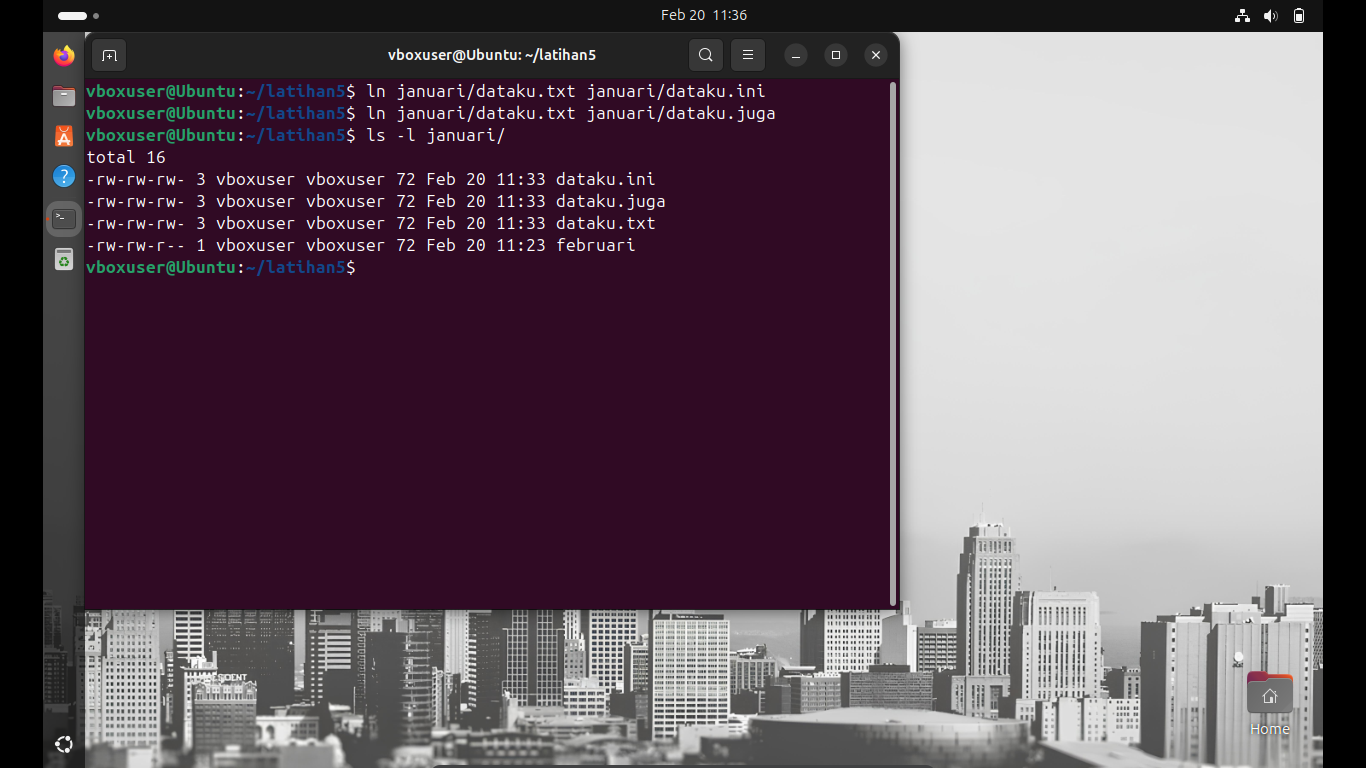 Feb 20 11:36
vboxuser@Ubuntu: ~/latihan5
vboxuser@Ubuntu:~/latihan5$ ln januari/dataku.txt januari/dataku.ini
vboxuser@Ubuntu:~/latihan5$ ln januari/dataku.txt januari/dataku.juga
vboxuser@Ubuntu:~/latihan5$ ls -l januari/
total 16
-rw-rw-rw- 3 vboxuser vboxuser 72 Feb 20 11:33 dataku.ini
-rw-rw-rw- 3 vboxuser vboxuser 72 Feb 20 11:33 dataku.juga
-rw-rw-rw- 3 vboxuser vboxuser 72 Feb 20 11:33 dataku.txt
-rw-rw-r-- 1 vboxuser vboxuser 72 Feb 20 11:23 februari
vboxuser@Ubuntu:~/latihan5$
Home